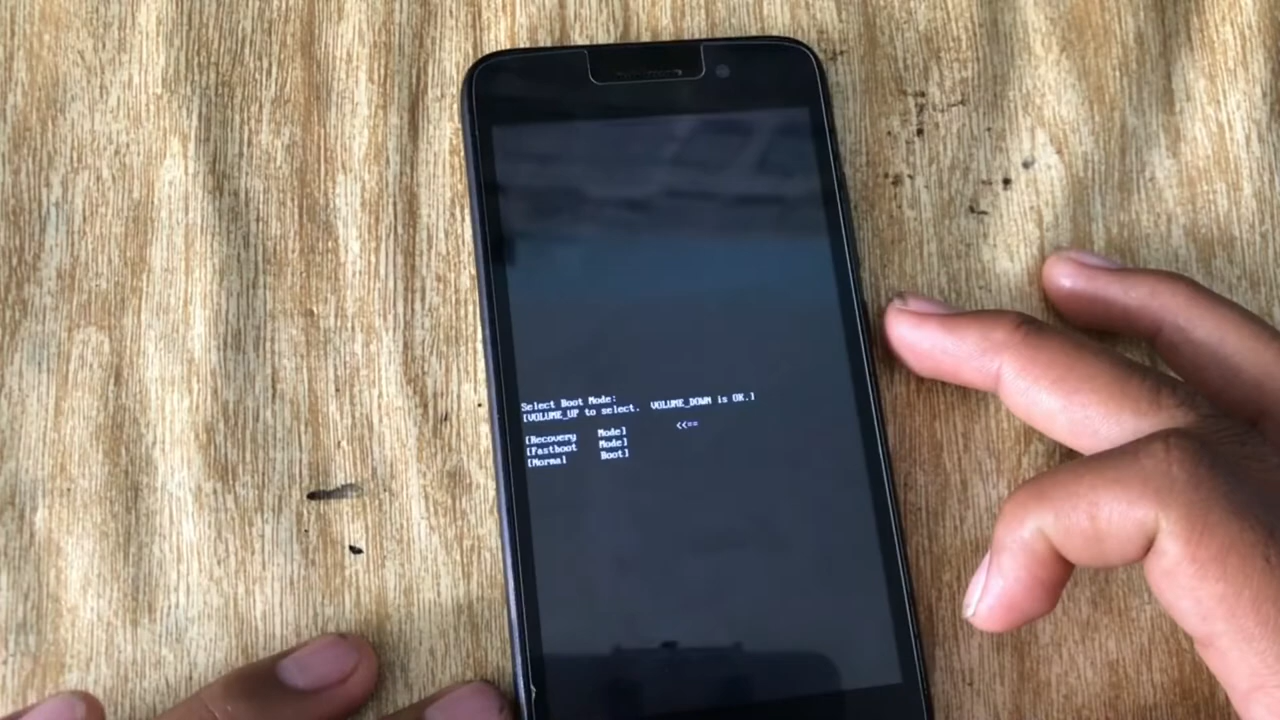 Select Boot Mode:
[VOLUME_UP to select.  VOLUME_DOWN is OK.]
[Recovery    Mode]         <<==
[Fastboot    Mode]
[Normal      Boot]